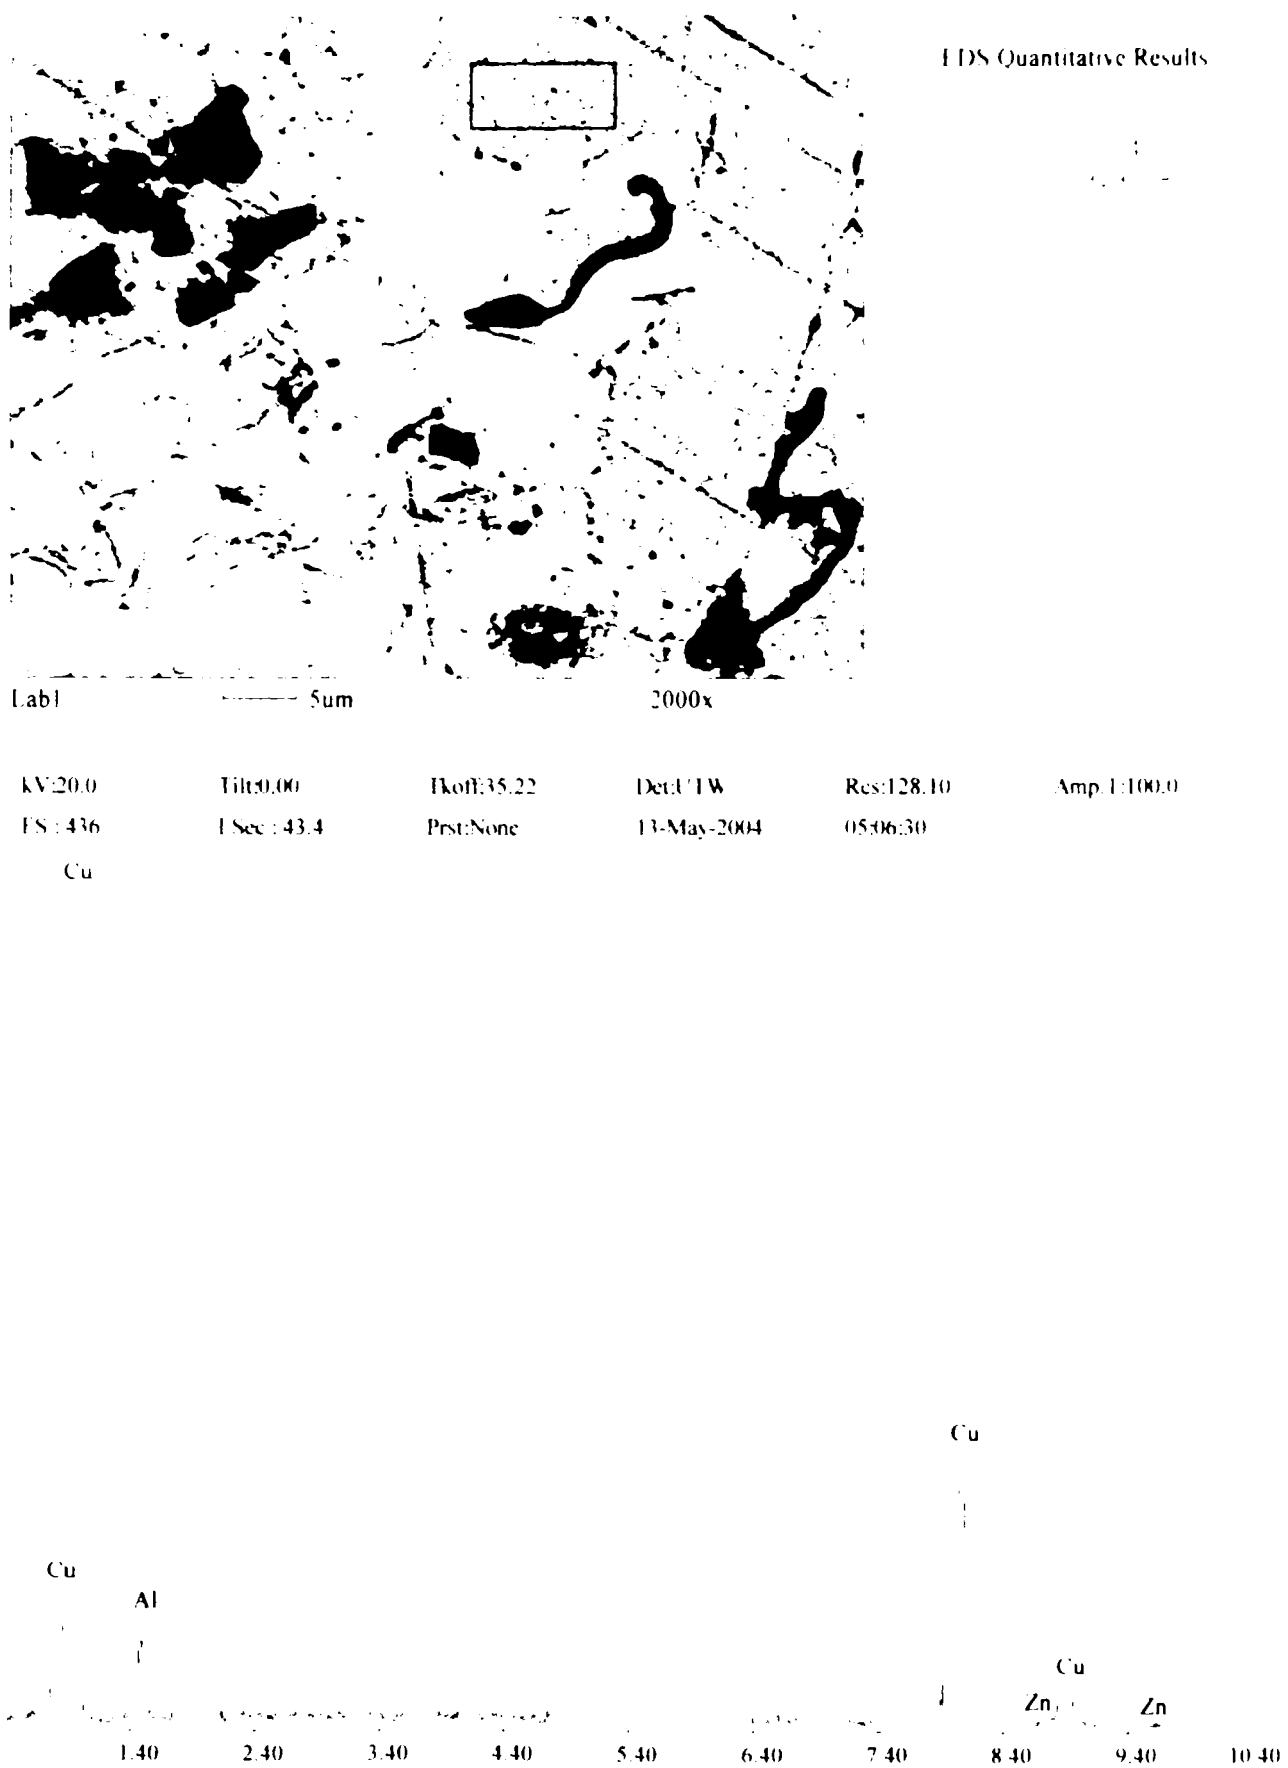 EDS Quantitative Results
Lab1 5um 2000x
kV:20.0 Tilt:0.00 Tkoff:35.22 Det:UTW Res:128.10 Amp.T:100.0
FS : 436 LSec : 43.4 Prst:None 13-May-2004 05:06:30
Cu
Cu
Cu
Al
Cu
Zn Zn
1.40 2.40 3.40 4.40 5.40 6.40 7.40 8.40 9.40 10.40